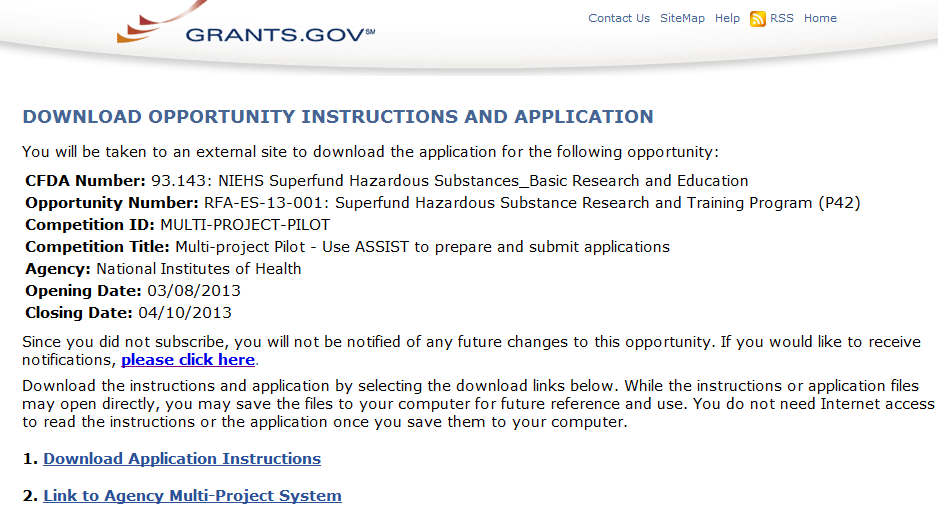 GRANTS.GOV℠
Contact Us SiteMap Help RSS Home
DOWNLOAD OPPORTUNITY INSTRUCTIONS AND APPLICATION
You will be taken to an external site to download the application for the following opportunity:
CFDA Number: 93.143: NIEHS Superfund Hazardous Substances_Basic Research and Education
Opportunity Number: RFA-ES-13-001: Superfund Hazardous Substance Research and Training Program (P42)
Competition ID: MULTI-PROJECT-PILOT
Competition Title: Multi-project Pilot - Use ASSIST to prepare and submit applications
Agency: National Institutes of Health
Opening Date: 03/08/2013
Closing Date: 04/10/2013
Since you did not subscribe, you will not be notified of any future changes to this opportunity. If you would like to receive
notifications, please click here.
Download the instructions and application by selecting the download links below. While the instructions or application files
may open directly, you may save the files to your computer for future reference and use. You do not need Internet access
to read the instructions or the application once you save them to your computer.
1. Download Application Instructions
2. Link to Agency Multi-Project System